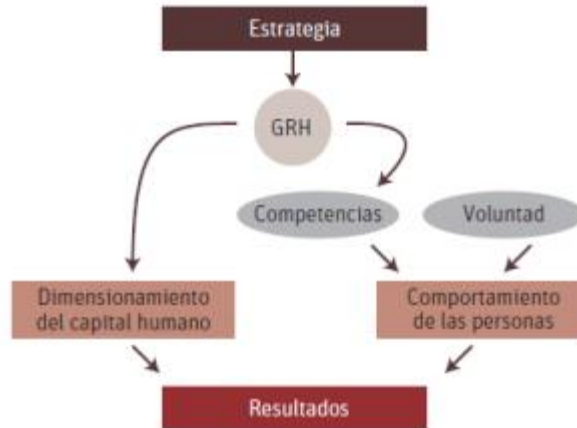 Estrategia
GRH
Competencias
Voluntad
Dimensionamiento
del capital humano
Comportamiento
de las personas
Resultados